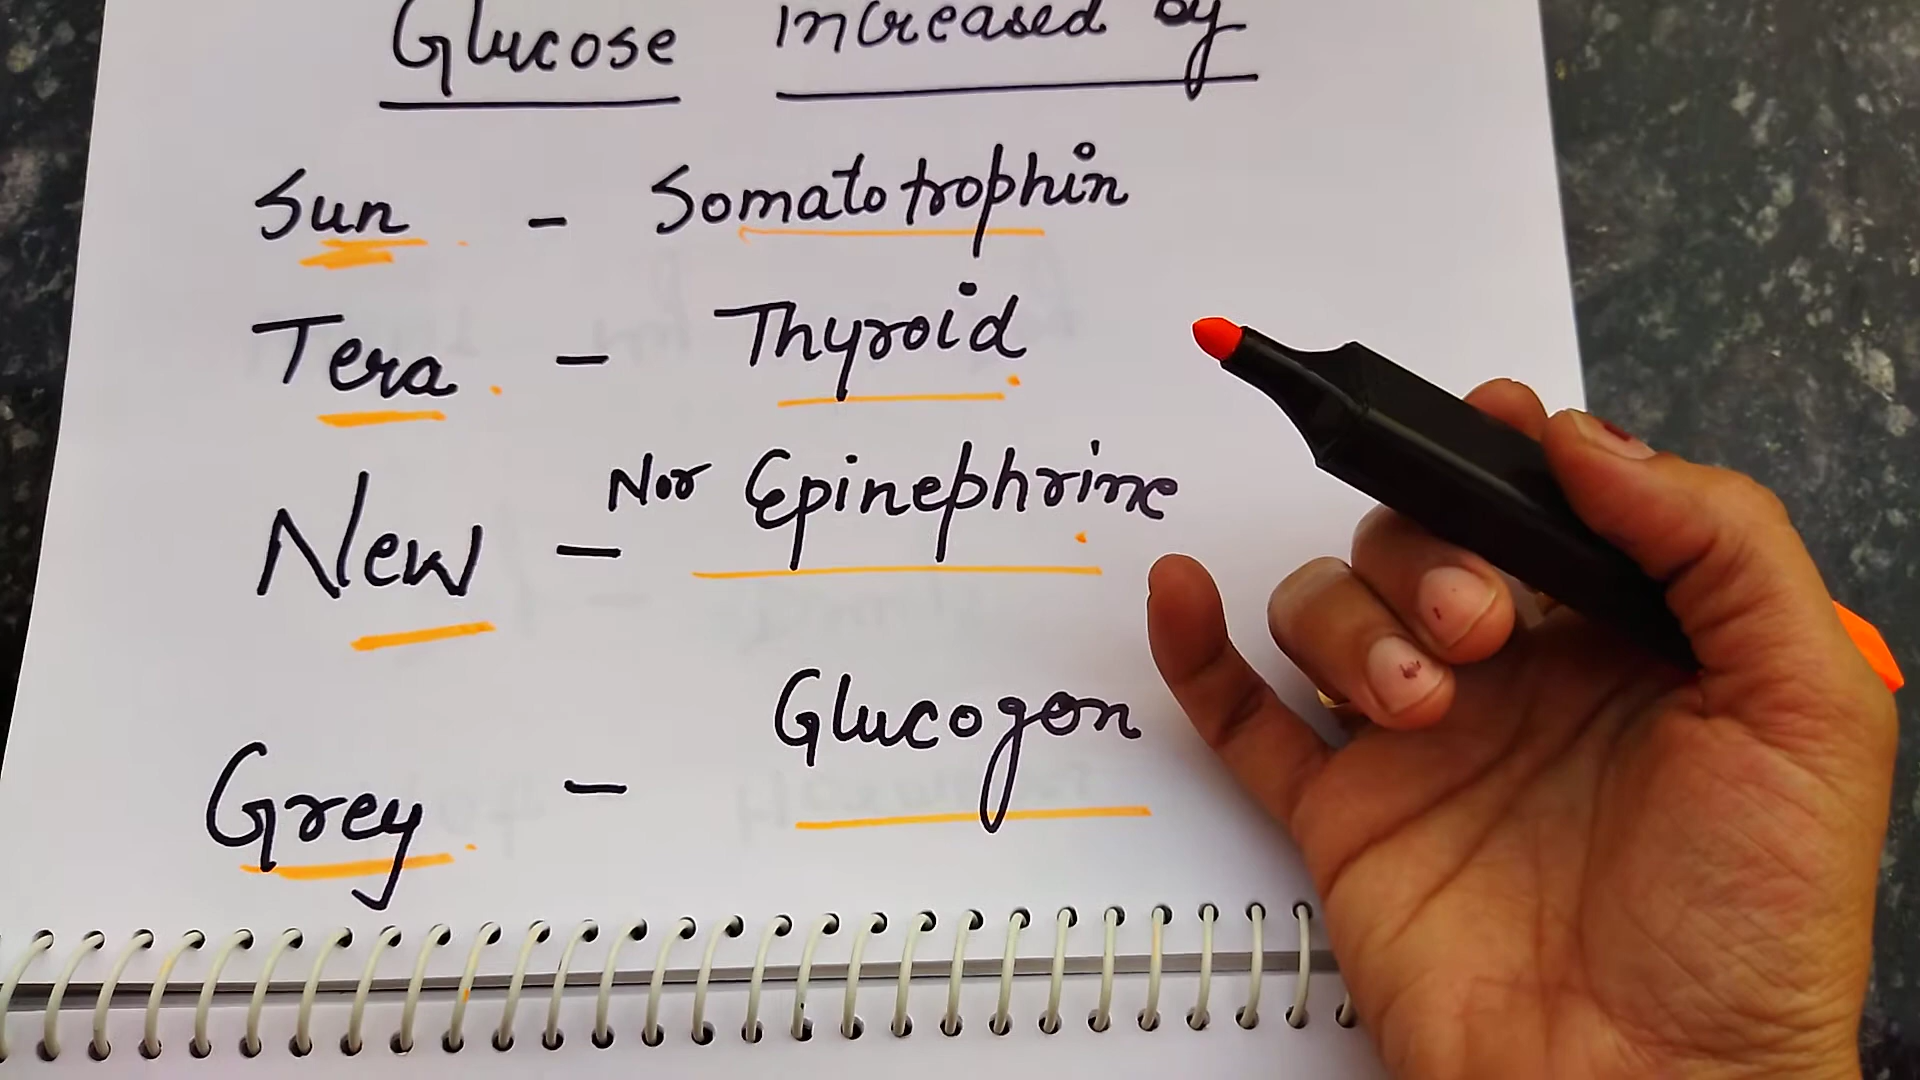 Glucose increased by
Sun - Somatotrophin
Tera - Thyroid
New - Nor Epinephrine
Grey - Glucogon